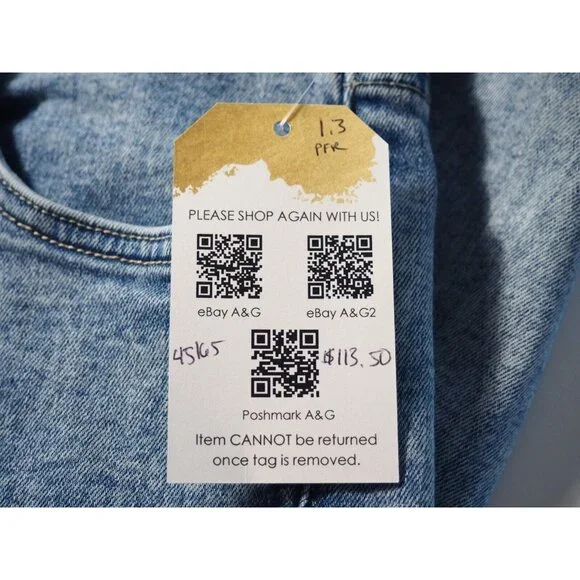 1.3
PFR
PLEASE SHOP AGAIN WITH US!
eBay A&G
eBay A&G2
45165
$113.50
Poshmark A&G
Item CANNOT be returned
once tag is removed.